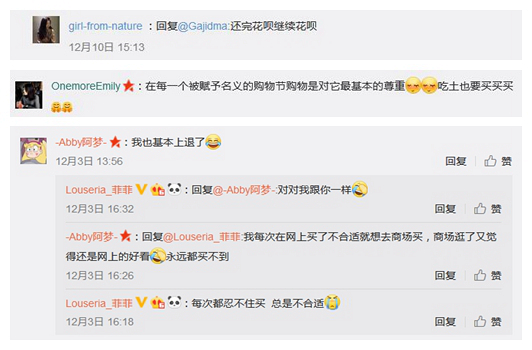 girl-from-nature ：回复@Gajidma:还完花呗继续花呗
12月10日 15:13
OnemoreEmily：在每一个被赋予名义的购物节购物是对它最基本的尊重吃土也要买买买
-Abby阿梦-：我也基本上退了
12月3日 13:56 回复 赞
Louseria_菲菲：回复@-Abby阿梦-:对对我跟你一样
12月3日 16:32 回复 赞
-Abby阿梦-：回复@Louseria_菲菲:我每次在网上买了不合适就想去商场买，商场逛了又觉
得还是网上的好看永远都买不到
12月3日 16:26 回复 赞
Louseria_菲菲：每次都忍不住买 总是不合适
12月3日 16:18 回复 赞